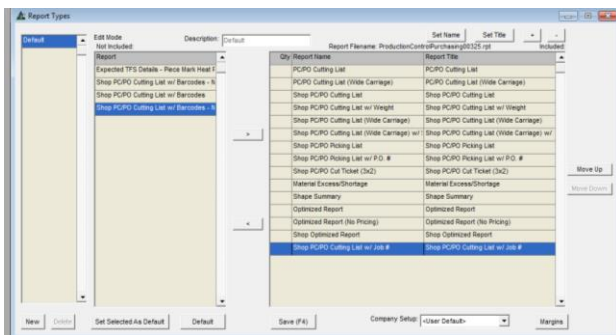 Report Types
Default
Edit Mode
Description:
Default
Set Name
Set Title
+
-
Not Included:
Report Filename: ProductionControlPurchasing00325.rpt
Included:
Report
Expected TFS Details - Piece Mark Heat
Shop PC/PO Cutting List w/ Barcodes - N
Shop PC/PO Cutting List w/ Barcodes
Shop PC/PO Cutting List w/ Barcodes - N
>
<
Qty Report Name Report Title
PC/PO Cutting List PC/PO Cutting List
PC/PO Cutting List (Wide Carriage) PC/PO Cutting List (Wide Carriage)
Shop PC/PO Cutting List Shop PC/PO Cutting List
Shop PC/PO Cutting List w/ Weight Shop PC/PO Cutting List w/ Weight
Shop PC/PO Cutting List (Wide Carriage) Shop PC/PO Cutting List (Wide Carriage)
Shop PC/PO Cutting List (Wide Carriage) w/ Shop PC/PO Cutting List (Wide Carriage) w/
Shop PC/PO Picking List Shop PC/PO Picking List
Shop PC/PO Picking List w/ P.O. # Shop PC/PO Picking List w/ P.O. #
Shop PC/PO Cut Ticket (3x2) Shop PC/PO Cut Ticket (3x2)
Material Excess/Shortage Material Excess/Shortage
Shape Summary Shape Summary
Optimized Report Optimized Report
Optimized Report (No Pricing) Optimized Report (No Pricing)
Shop Optimized Report Shop Optimized Report
Shop PC/PO Cutting List w/ Job # Shop PC/PO Cutting List w/ Job #
Move Up
Move Down
New
Delete
Set Selected As Default
Default
Save (F4)
Company Setup:
<User Default>
Margins